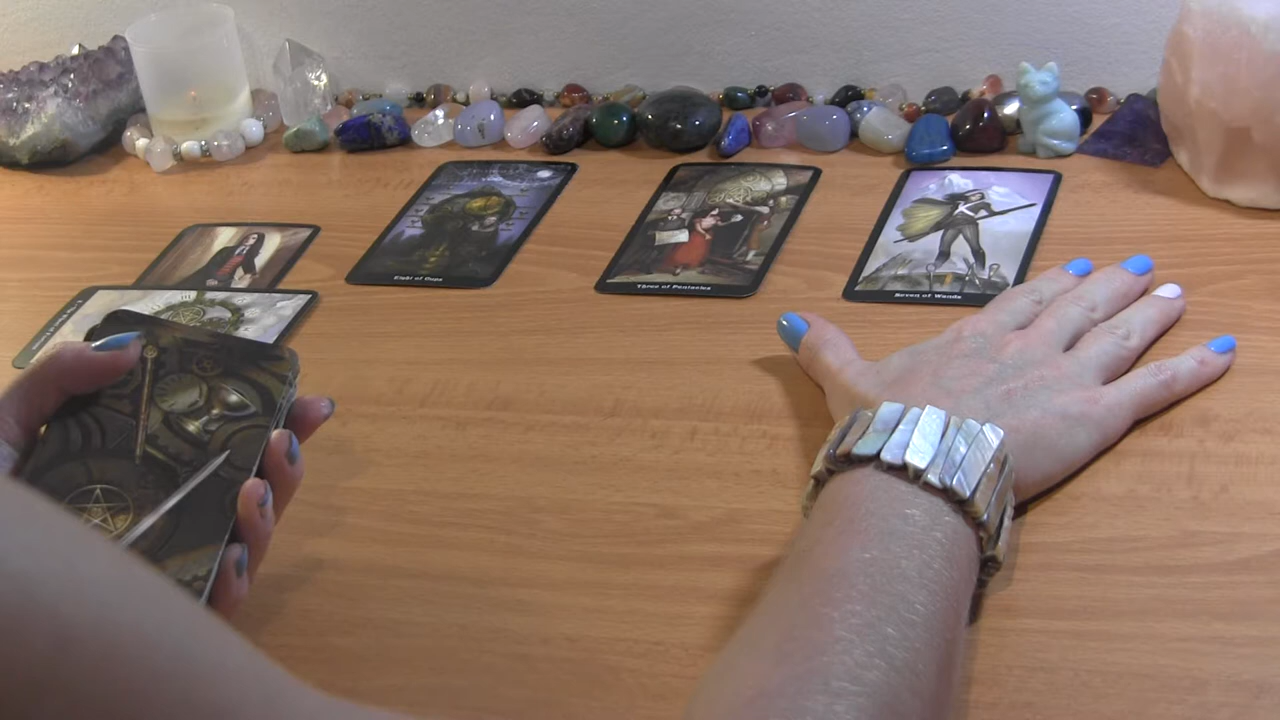 Eight of Cups
Three of Pentacles
Seven of Wands